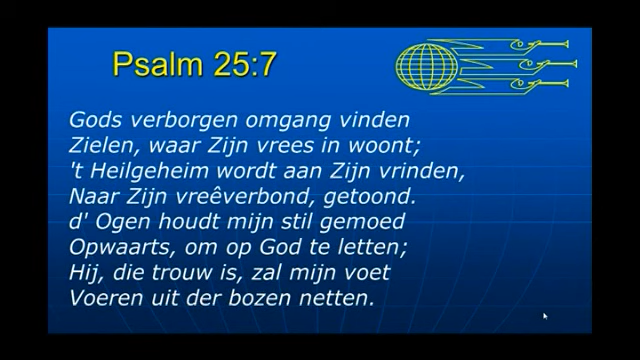 Psalm 25:7
Gods verborgen omgang vinden
Zielen, waar Zijn vrees in woont;
't Heilgeheim wordt aan Zijn vrinden,
Naar Zijn vreêverbond, getoond.
d' Ogen houdt mijn stil gemoed
Opwaarts, om op God te letten;
Hij, die trouw is, zal mijn voet
Voeren uit der bozen netten.